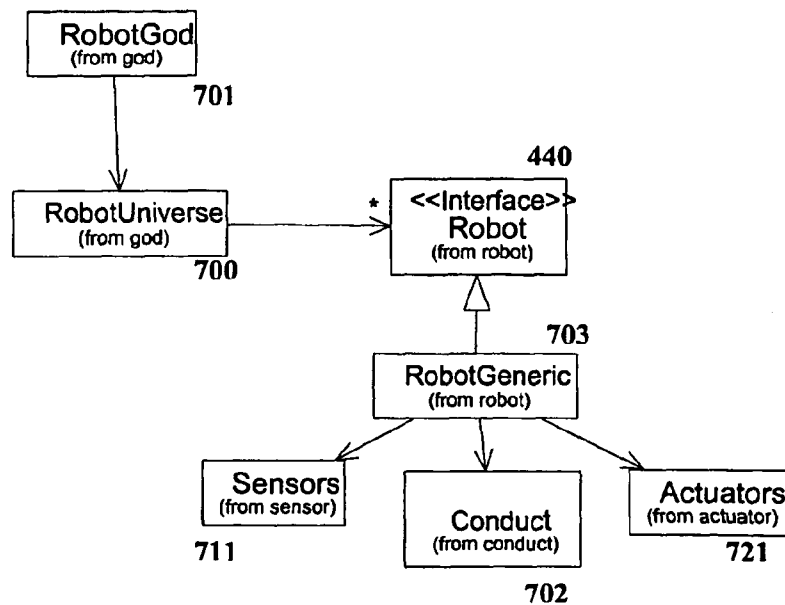 RobotGod
(from god)
701
440
RobotUniverse
(from god)
700
*
<<Interface>>
Robot
(from robot)
703
RobotGeneric
(from robot)
Sensors
(from sensor)
711
Conduct
(from conduct)
702
Actuators
(from actuator)
721